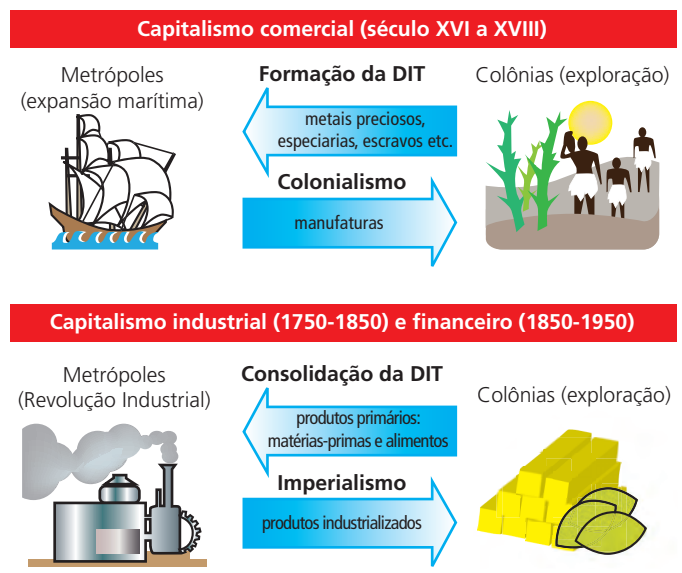 Capitalismo comercial (século XVI a XVIII)
Metrópoles
(expansão marítima)
Formação da DIT
metais preciosos,
especiarias, escravos etc.
Colonialismo
manufaturas
Colônias (exploração)
Capitalismo industrial (1750-1850) e financeiro (1850-1950)
Metrópoles
(Revolução Industrial)
Consolidação da DIT
produtos primários:
matérias-primas e alimentos
Imperialismo
produtos industrializados
Colônias (exploração)